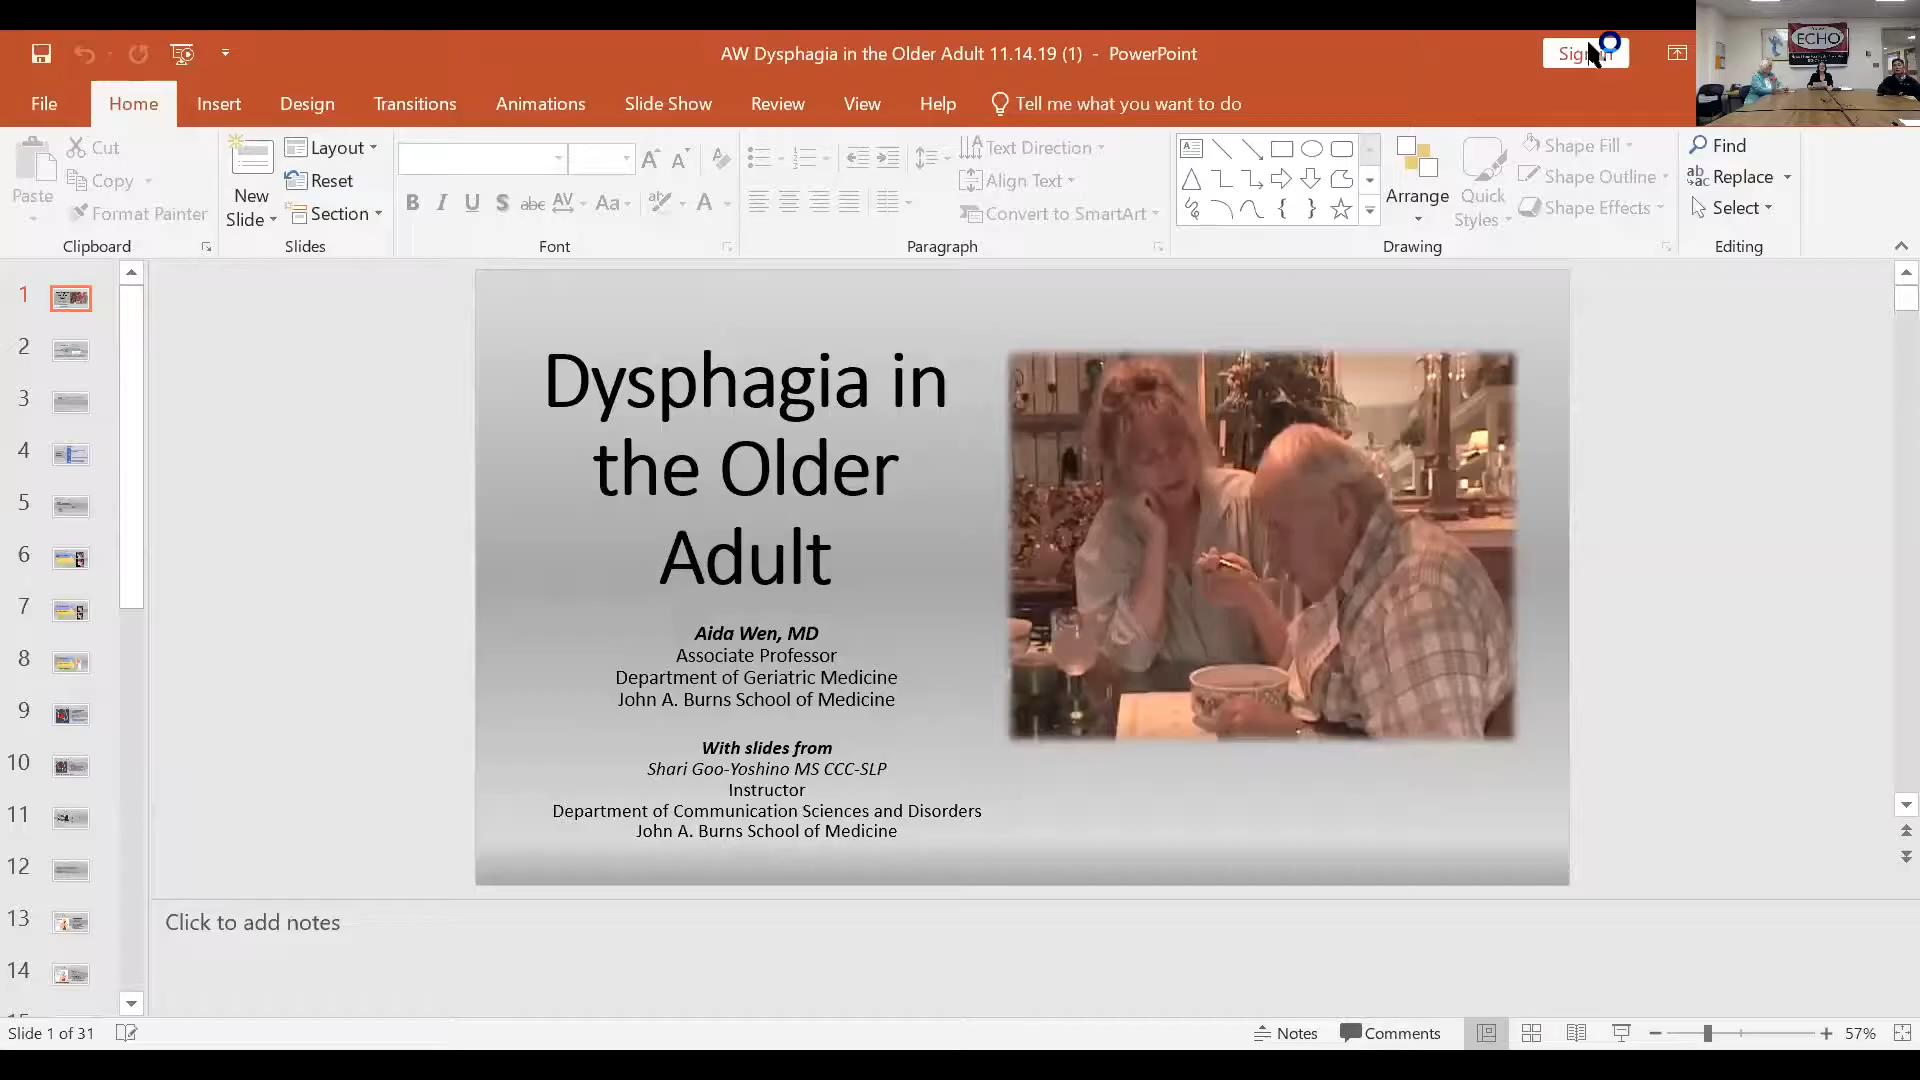 AW Dysphagia in the Older Adult 11.14.19 (1) - PowerPoint
ECHO
File Home Insert Design Transitions Animations Slide Show Review View Help Tell me what you want to do
Cut
Layout
Text Direction
Shape Fill
Find
Copy
Reset
Align Text
Shape Outline
Replace
Paste
New
Slide
Arrange
Quick
Styles
Format Painter
Section
B I U S abc AV Aa A
Convert to SmartArt
Shape Effects
Select
Clipboard
Slides
Font
Paragraph
Drawing
Editing
1
2
3
4
5
6
7
8
9
10
11
12
13
14
Dysphagia in
the Older
Adult
Aida Wen, MD
Associate Professor
Department of Geriatric Medicine
John A. Burns School of Medicine
With slides from
Shari Goo-Yoshino MS CCC-SLP
Instructor
Department of Communication Sciences and Disorders
John A. Burns School of Medicine
Click to add notes
Slide 1 of 31
Notes
Comments
57%